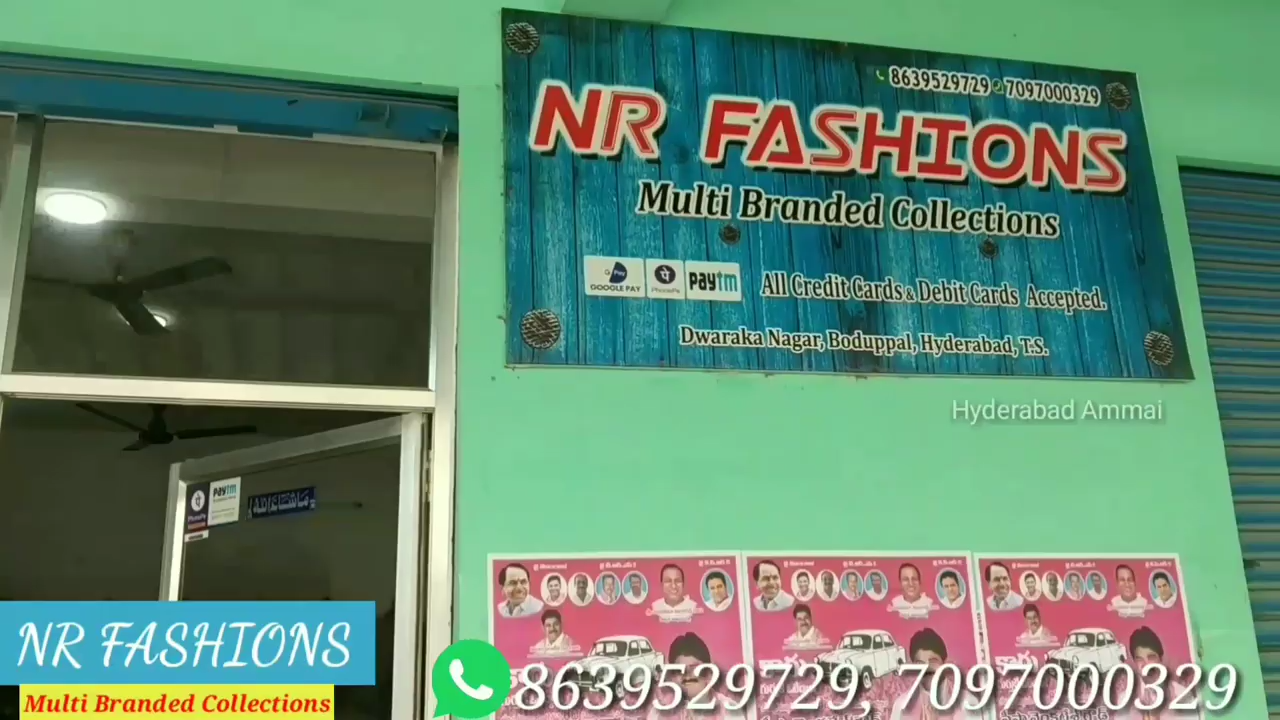 8639529729 7097000329
NR FASHIONS
Multi Branded Collections
G Pay
GOOGLE PAY
PhonePe
paytm
All Credit Cards & Debit Cards Accepted.
Dwaraka Nagar, Boduppal, Hyderabad, T.S.
Hyderabad Ammai
PhonePe
paytm
NR FASHIONS
Multi Branded Collections
8639529729, 7097000329